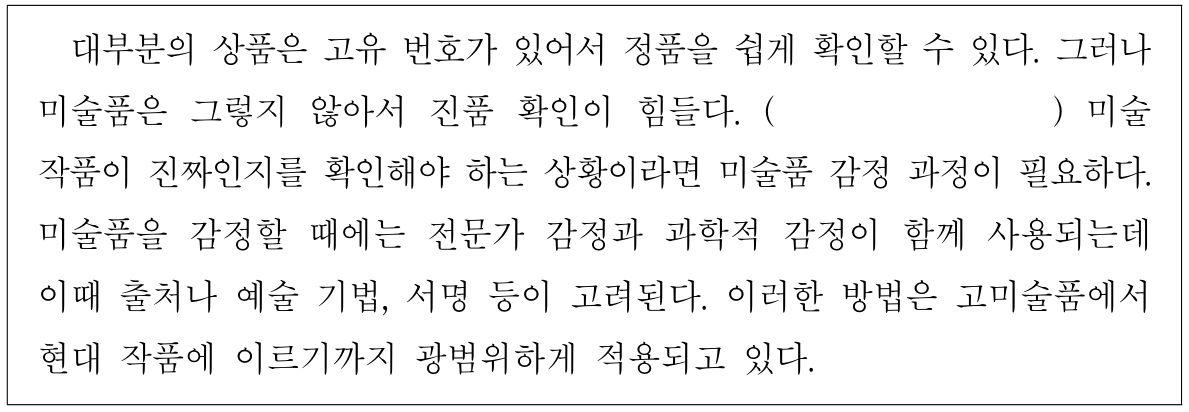 대부분의 상품은 고유 번호가 있어서 정품을 쉽게 확인할 수 있다. 그러나
미술품은 그렇지 않아서 진품 확인이 힘들다. (                    ) 미술
작품이 진짜인지를 확인해야 하는 상황이라면 미술품 감정 과정이 필요하다.
미술품을 감정할 때에는 전문가 감정과 과학적 감정이 함께 사용되는데
이때 출처나 예술 기법, 서명 등이 고려된다. 이러한 방법은 고미술품에서
현대 작품에 이르기까지 광범위하게 적용되고 있다.